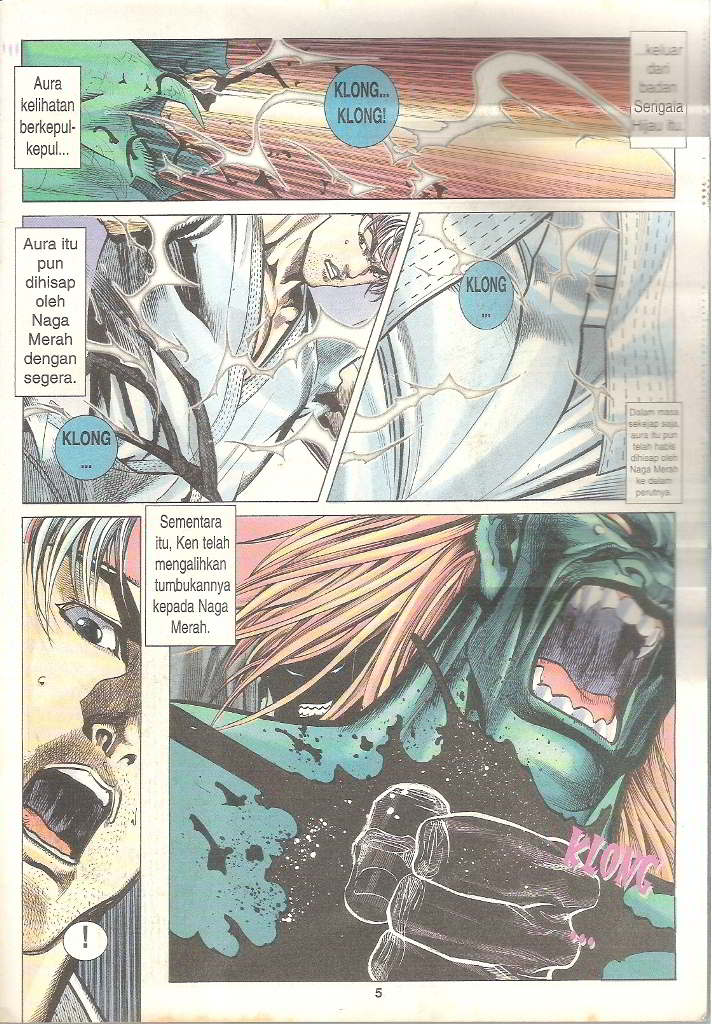 Aura
kelihatan
berkepul-
kepul...
KLONG...
KLONG!
...keluar
dari
badan
Sengala
Hijau itu.
Aura itu
pun
dihisap
oleh
Naga
Merah
dengan
segera.
KLONG
...
KLONG
...
Dalam masa
sekejap saja,
aura itu pun
telah habis
dihisap oleh
Naga Merah
ke dalam
perutnya.
Sementara
itu, Ken telah
mengalihkan
tumbukannya
kepada Naga
Merah.
KLONG
...
!
5